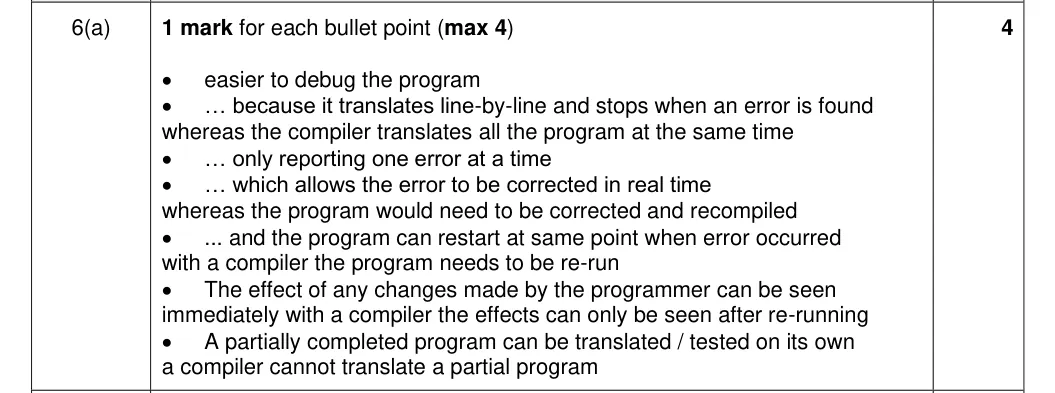 6(a) 1 mark for each bullet point (max 4) 4
• easier to debug the program
• … because it translates line-by-line and stops when an error is found
whereas the compiler translates all the program at the same time
• … only reporting one error at a time
• … which allows the error to be corrected in real time
whereas the program would need to be corrected and recompiled
• ... and the program can restart at same point when error occurred
with a compiler the program needs to be re-run
• The effect of any changes made by the programmer can be seen
immediately with a compiler the effects can only be seen after re-running
• A partially completed program can be translated / tested on its own
a compiler cannot translate a partial program